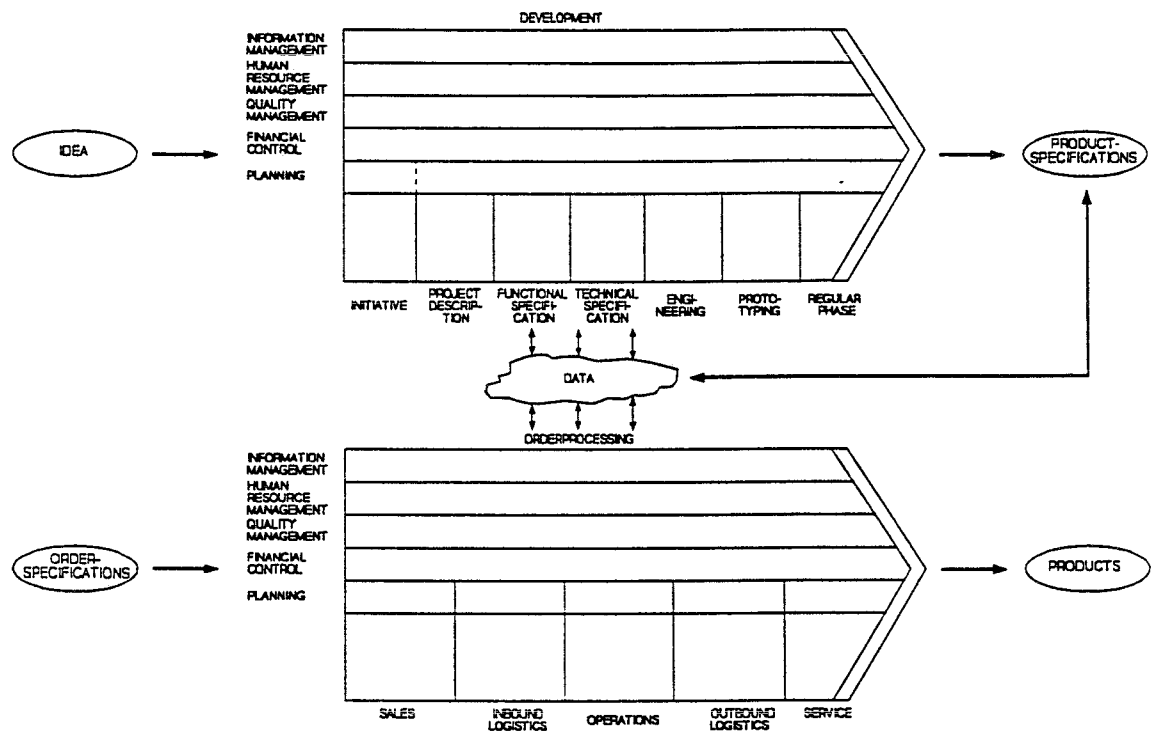 DEVELOPMENT
INFORMATION
MANAGEMENT
HUMAN
RESOURCE
MANAGEMENT
QUALITY
MANAGEMENT
FINANCIAL
CONTROL
PLANNING
IDEA
PRODUCT-
SPECIFICATIONS
INITIATIVE
PROJECT
DESCRIP-
TION
FUNCTIONAL
SPECIFI-
CATION
TECHNICAL
SPECIFI-
CATION
ENGI-
NEERING
PROTO-
TYPING
REGULAR
PHASE
DATA
ORDERPROCESSING
INFORMATION
MANAGEMENT
HUMAN
RESOURCE
MANAGEMENT
QUALITY
MANAGEMENT
FINANCIAL
CONTROL
PLANNING
ORDER-
SPECIFICATIONS
PRODUCTS
SALES
INBOUND
LOGISTICS
OPERATIONS
OUTBOUND
LOGISTICS
SERVICE